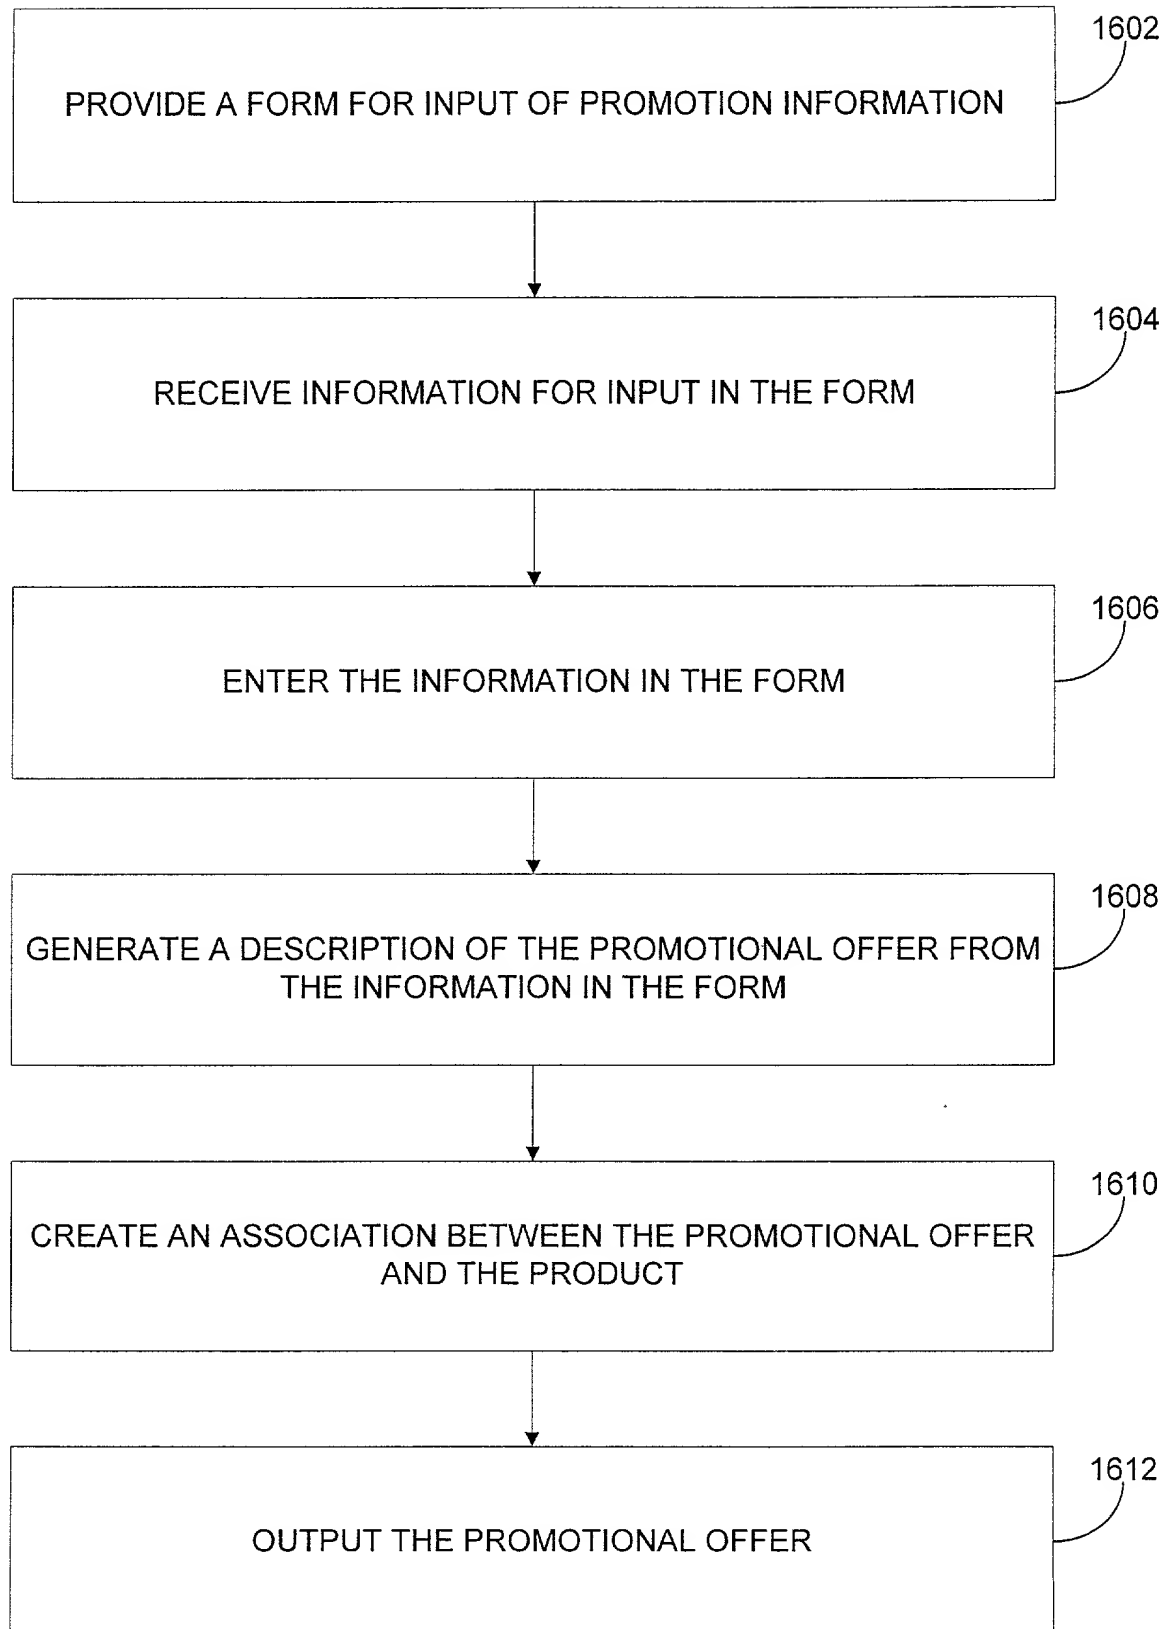 1602
PROVIDE A FORM FOR INPUT OF PROMOTION INFORMATION
1604
RECEIVE INFORMATION FOR INPUT IN THE FORM
1606
ENTER THE INFORMATION IN THE FORM
1608
GENERATE A DESCRIPTION OF THE PROMOTIONAL OFFER FROM
THE INFORMATION IN THE FORM
1610
CREATE AN ASSOCIATION BETWEEN THE PROMOTIONAL OFFER
AND THE PRODUCT
1612
OUTPUT THE PROMOTIONAL OFFER